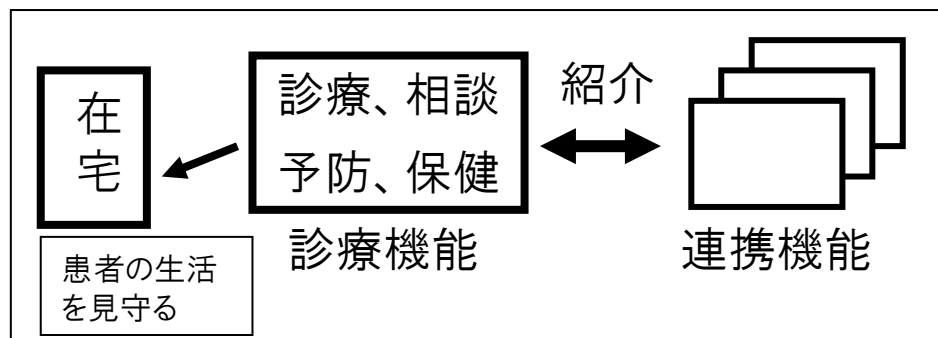 在宅
診療、相談
予防、保健
紹介
診療機能
連携機能
患者の生活
を見守る